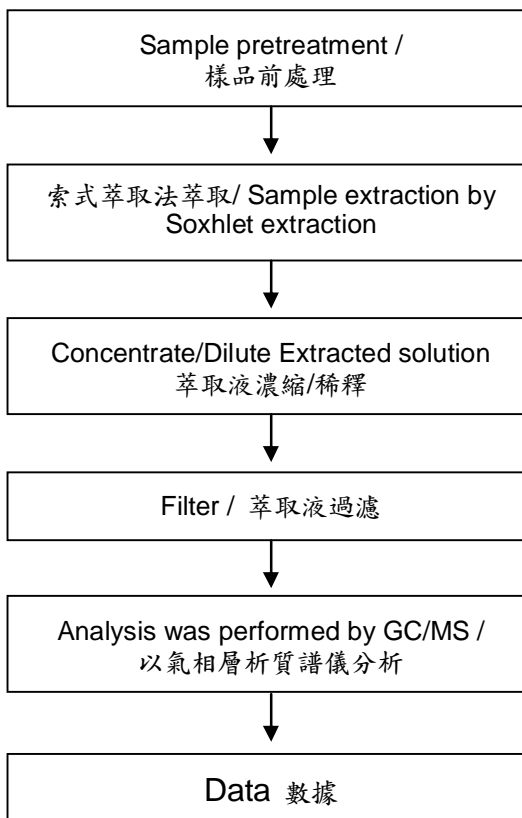 Sample pretreatment /
樣品前處理
索式萃取法萃取/ Sample extraction by
Soxhlet extraction
Concentrate/Dilute Extracted solution
萃取液濃縮/稀釋
Filter / 萃取液過濾
Analysis was performed by GC/MS /
以氣相層析質譜儀分析
Data 數據